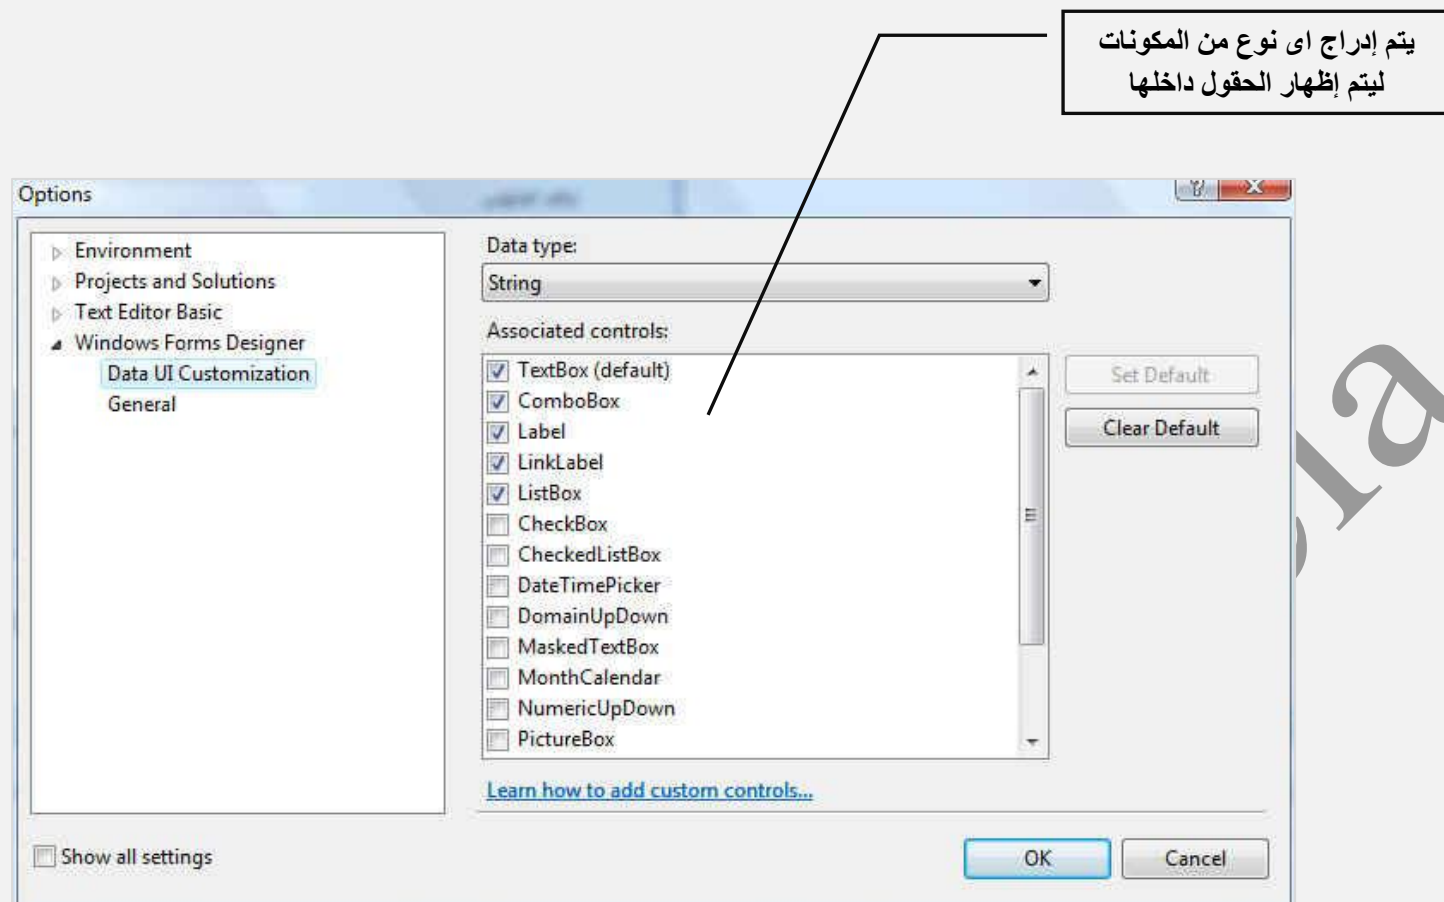 يتم إدراج اى نوع من المكونات
ليتم إظهار الحقول داخلها
Options
Environment
Projects and Solutions
Text Editor Basic
Windows Forms Designer
Data UI Customization
General
Data type:
String
Associated controls:
TextBox (default)
ComboBox
Label
LinkLabel
ListBox
CheckBox
CheckedListBox
DateTimePicker
DomainUpDown
MaskedTextBox
MonthCalendar
NumericUpDown
PictureBox
Set Default
Clear Default
Learn how to add custom controls...
Show all settings
OK
Cancel